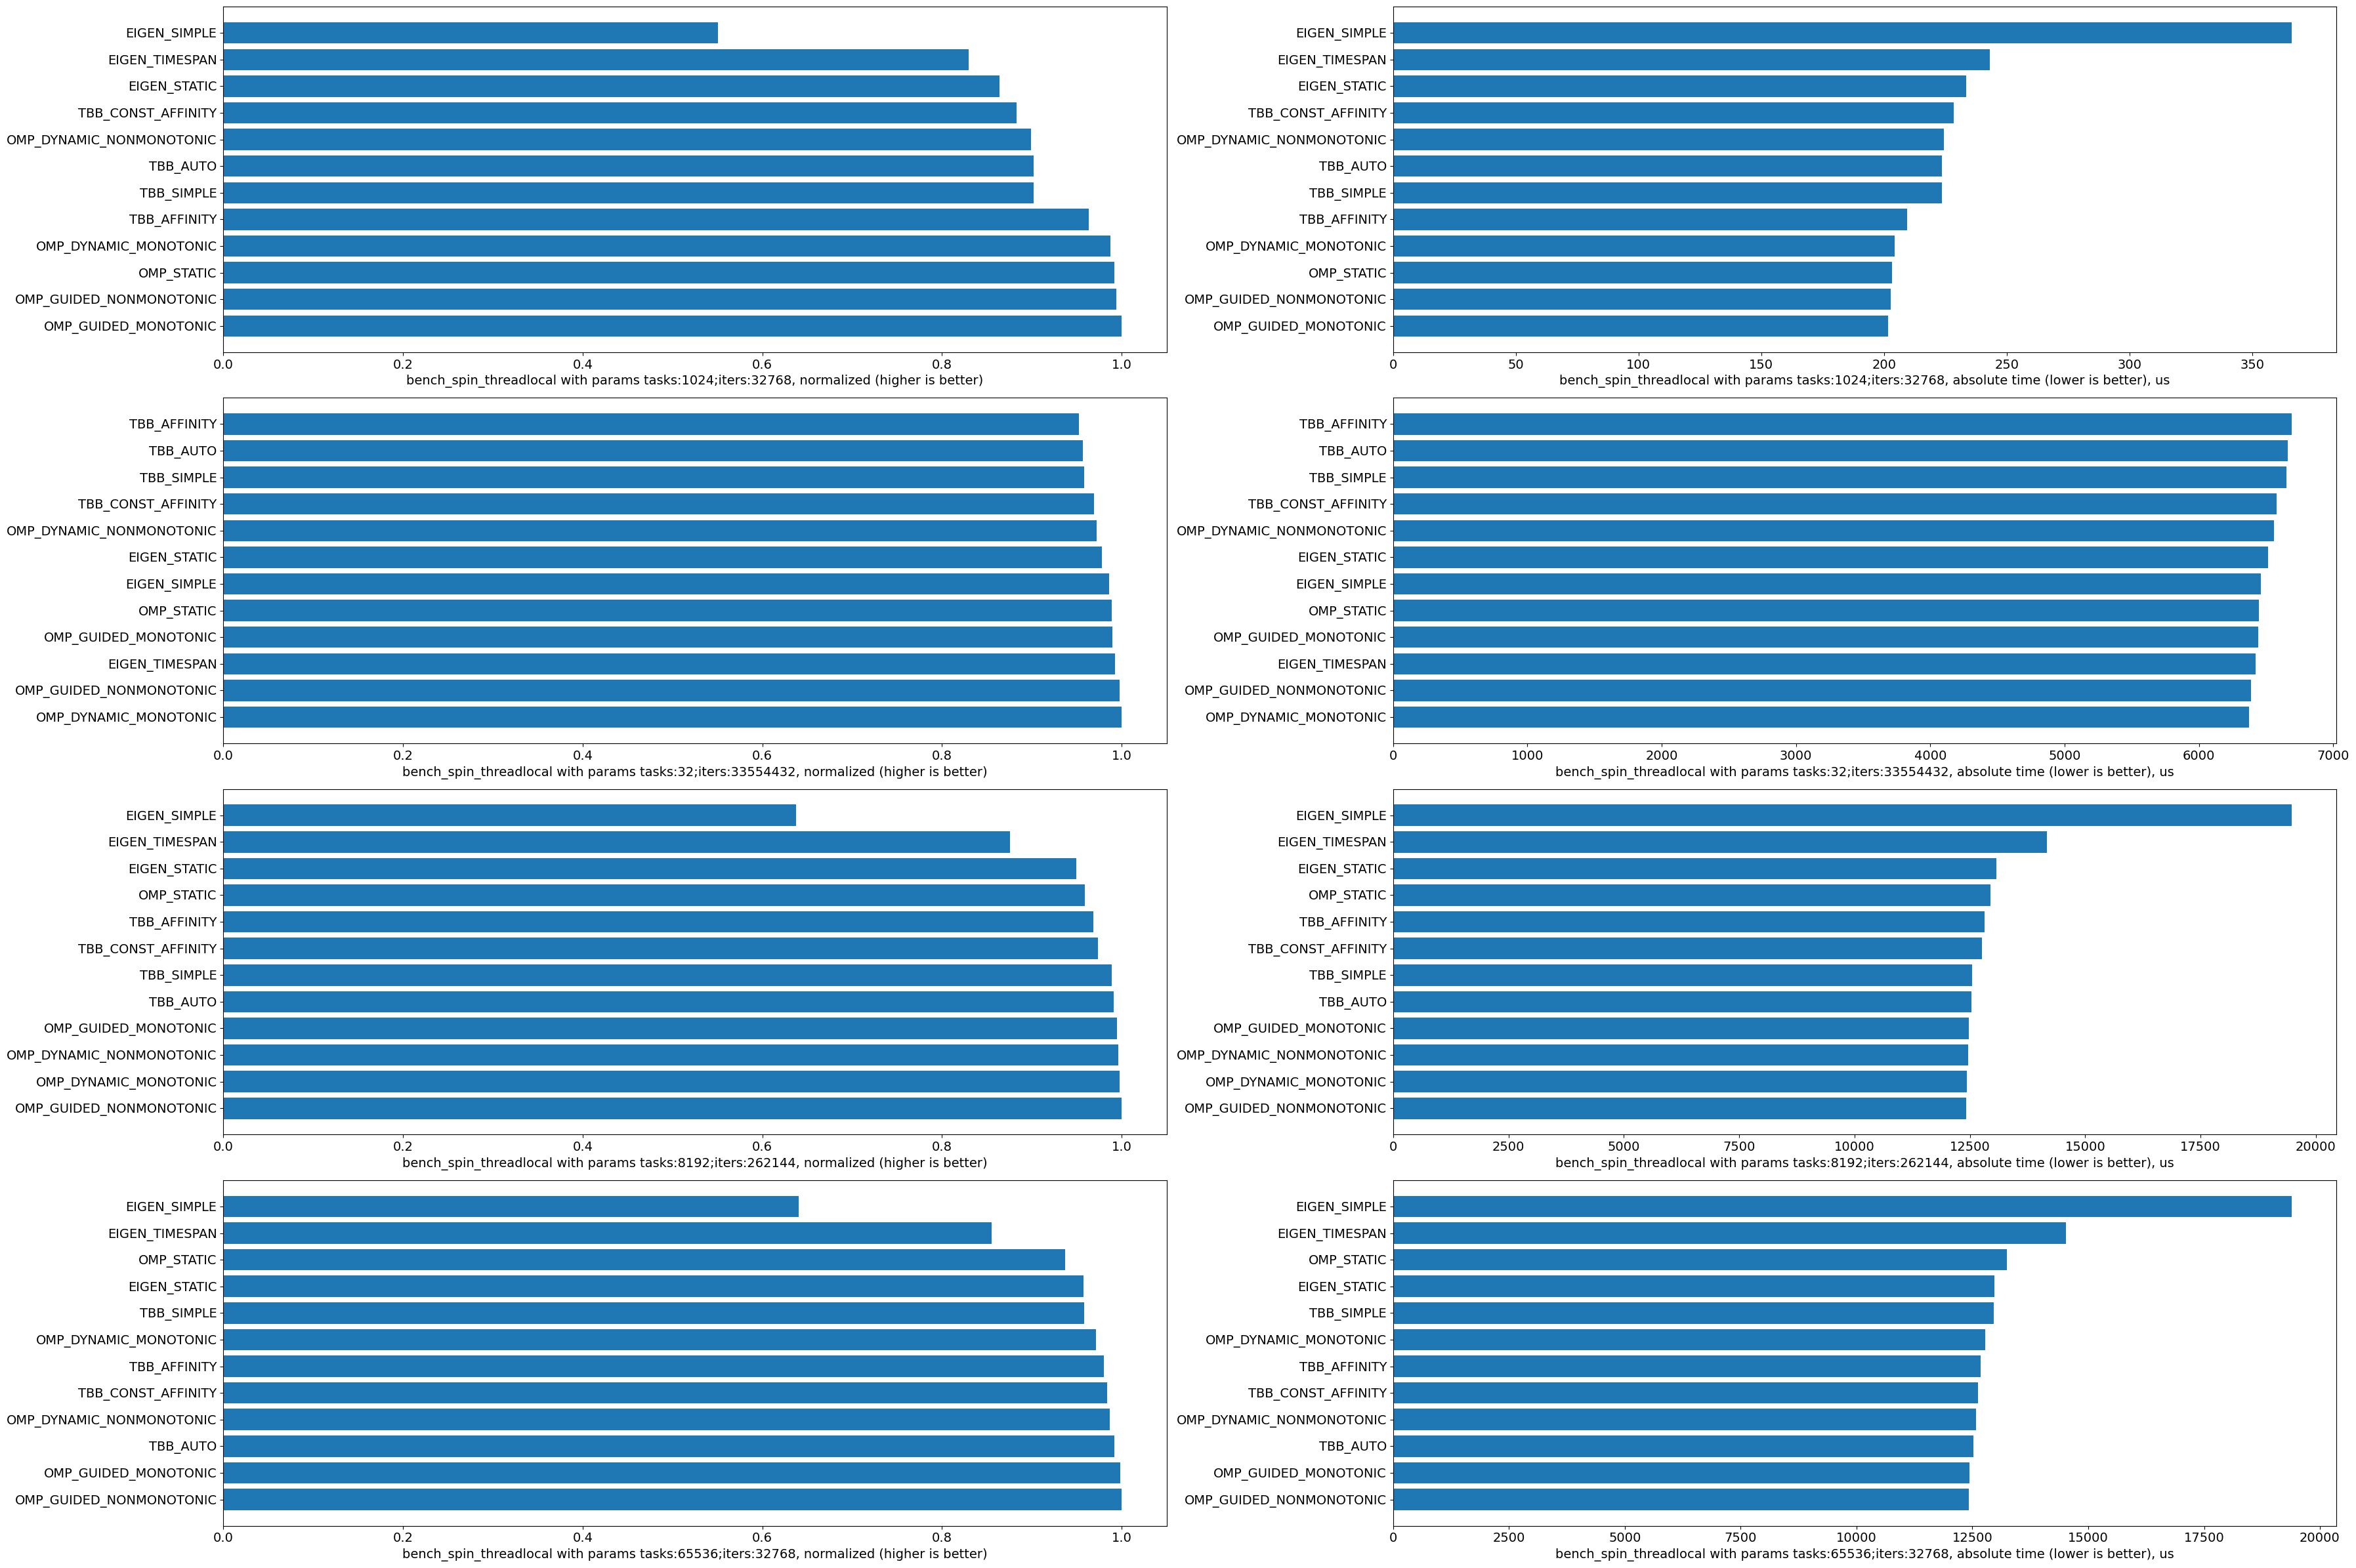 EIGEN_SIMPLE
EIGEN_TIMESPAN
EIGEN_STATIC
TBB_CONST_AFFINITY
OMP_DYNAMIC_NONMONOTONIC
TBB_AUTO
TBB_SIMPLE
TBB_AFFINITY
OMP_DYNAMIC_MONOTONIC
OMP_STATIC
OMP_GUIDED_NONMONOTONIC
OMP_GUIDED_MONOTONIC
0.0 0.2 0.4 0.6 0.8 1.0
bench_spin_threadlocal with params tasks:1024;iters:32768, normalized (higher is better)
EIGEN_SIMPLE
EIGEN_TIMESPAN
EIGEN_STATIC
TBB_CONST_AFFINITY
OMP_DYNAMIC_NONMONOTONIC
TBB_AUTO
TBB_SIMPLE
TBB_AFFINITY
OMP_DYNAMIC_MONOTONIC
OMP_STATIC
OMP_GUIDED_NONMONOTONIC
OMP_GUIDED_MONOTONIC
0 50 100 150 200 250 300 350
bench_spin_threadlocal with params tasks:1024;iters:32768, absolute time (lower is better), us
TBB_AFFINITY
TBB_AUTO
TBB_SIMPLE
TBB_CONST_AFFINITY
OMP_DYNAMIC_NONMONOTONIC
EIGEN_STATIC
EIGEN_SIMPLE
OMP_STATIC
OMP_GUIDED_MONOTONIC
EIGEN_TIMESPAN
OMP_GUIDED_NONMONOTONIC
OMP_DYNAMIC_MONOTONIC
0.0 0.2 0.4 0.6 0.8 1.0
bench_spin_threadlocal with params tasks:32;iters:33554432, normalized (higher is better)
TBB_AFFINITY
TBB_AUTO
TBB_SIMPLE
TBB_CONST_AFFINITY
OMP_DYNAMIC_NONMONOTONIC
EIGEN_STATIC
EIGEN_SIMPLE
OMP_STATIC
OMP_GUIDED_MONOTONIC
EIGEN_TIMESPAN
OMP_GUIDED_NONMONOTONIC
OMP_DYNAMIC_MONOTONIC
0 1000 2000 3000 4000 5000 6000 7000
bench_spin_threadlocal with params tasks:32;iters:33554432, absolute time (lower is better), us
EIGEN_SIMPLE
EIGEN_TIMESPAN
EIGEN_STATIC
OMP_STATIC
TBB_AFFINITY
TBB_CONST_AFFINITY
TBB_SIMPLE
TBB_AUTO
OMP_GUIDED_MONOTONIC
OMP_DYNAMIC_NONMONOTONIC
OMP_DYNAMIC_MONOTONIC
OMP_GUIDED_NONMONOTONIC
0.0 0.2 0.4 0.6 0.8 1.0
bench_spin_threadlocal with params tasks:8192;iters:262144, normalized (higher is better)
EIGEN_SIMPLE
EIGEN_TIMESPAN
EIGEN_STATIC
OMP_STATIC
TBB_AFFINITY
TBB_CONST_AFFINITY
TBB_SIMPLE
TBB_AUTO
OMP_GUIDED_MONOTONIC
OMP_DYNAMIC_NONMONOTONIC
OMP_DYNAMIC_MONOTONIC
OMP_GUIDED_NONMONOTONIC
0 2500 5000 7500 10000 12500 15000 17500 20000
bench_spin_threadlocal with params tasks:8192;iters:262144, absolute time (lower is better), us
EIGEN_SIMPLE
EIGEN_TIMESPAN
OMP_STATIC
EIGEN_STATIC
TBB_SIMPLE
OMP_DYNAMIC_MONOTONIC
TBB_AFFINITY
TBB_CONST_AFFINITY
OMP_DYNAMIC_NONMONOTONIC
TBB_AUTO
OMP_GUIDED_MONOTONIC
OMP_GUIDED_NONMONOTONIC
0.0 0.2 0.4 0.6 0.8 1.0
bench_spin_threadlocal with params tasks:65536;iters:32768, normalized (higher is better)
EIGEN_SIMPLE
EIGEN_TIMESPAN
OMP_STATIC
EIGEN_STATIC
TBB_SIMPLE
OMP_DYNAMIC_MONOTONIC
TBB_AFFINITY
TBB_CONST_AFFINITY
OMP_DYNAMIC_NONMONOTONIC
TBB_AUTO
OMP_GUIDED_MONOTONIC
OMP_GUIDED_NONMONOTONIC
0 2500 5000 7500 10000 12500 15000 17500 20000
bench_spin_threadlocal with params tasks:65536;iters:32768, absolute time (lower is better), us